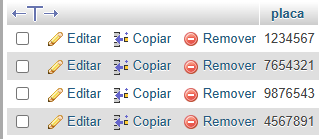 placa
Editar Copiar Remover 1234567
Editar Copiar Remover 7654321
Editar Copiar Remover 9876543
Editar Copiar Remover 4567891